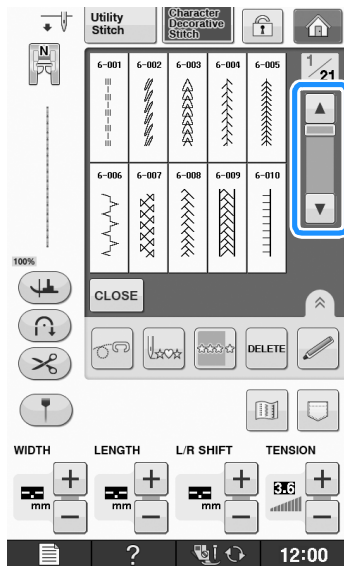 Utility
Stitch
Character
Decorative
Stitch
N
6-001 6-002 6-003 6-004 6-005
1/21
6-006 6-007 6-008 6-009 6-010
100%
CLOSE
DELETE
WIDTH LENGTH L/R SHIFT TENSION
mm mm mm 3.6
?
12:00